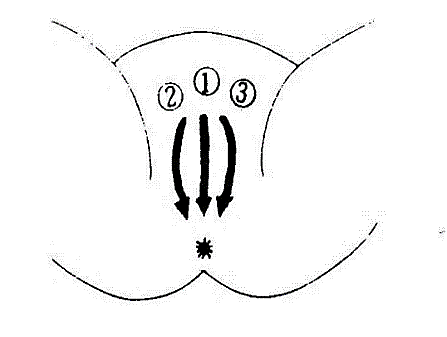 ② ① ③